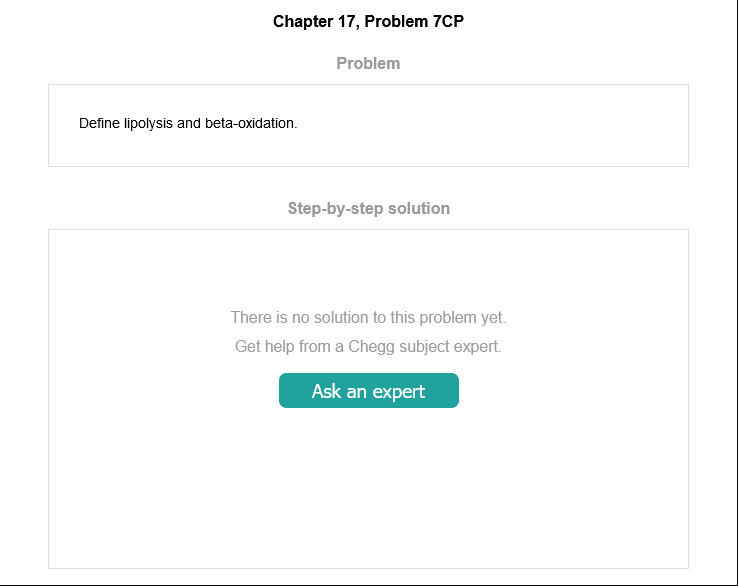 Chapter 17, Problem 7CP
Problem
Define lipolysis and beta-oxidation.
Step-by-step solution
There is no solution to this problem yet.
Get help from a Chegg subject expert.
Ask an expert